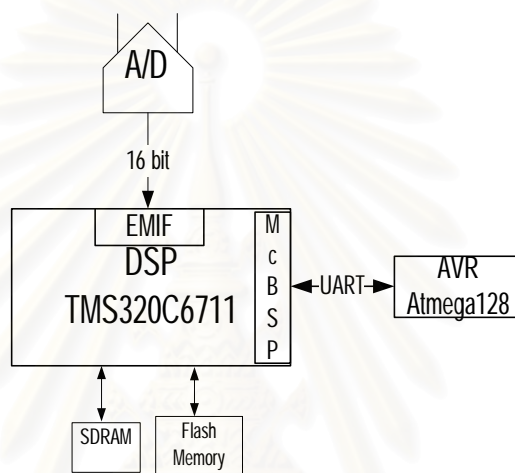 A/D
16 bit
EMIF
DSP
TMS320C6711
M
c
B
S
P
UART
AVR
Atmega128
SDRAM
Flash
Memory